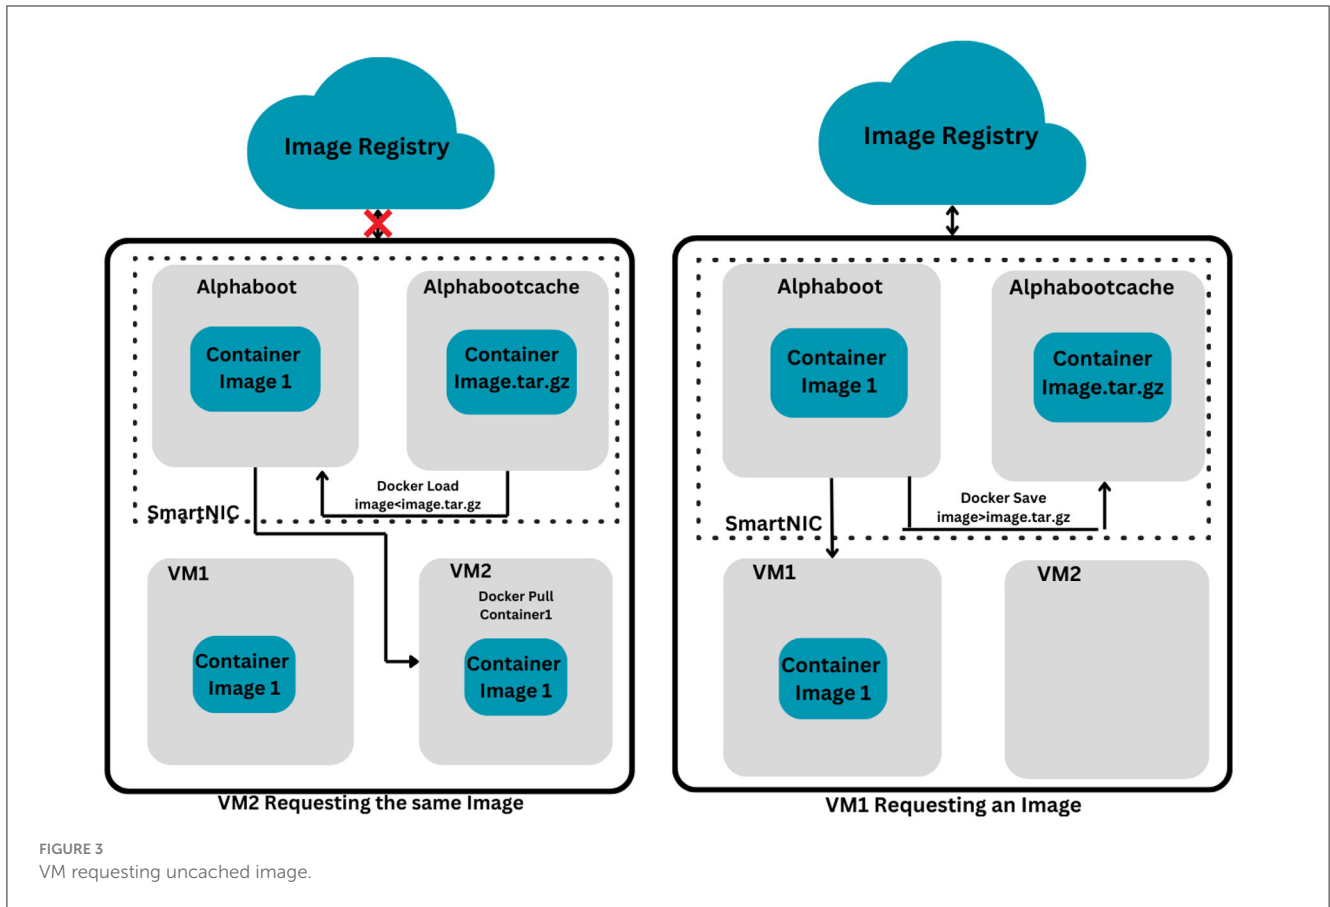 Image Registry
Alphaboot
Alphabootcache
Container
Image 1
Container
Image.tar.gz
Docker Load
image<image.tar.gz
SmartNIC
VM1
VM2
Docker Pull
Container1
Container
Image 1
Container
Image 1
VM2 Requesting the same Image
Image Registry
Alphaboot
Alphabootcache
Container
Image 1
Container
Image.tar.gz
Docker Save
image>image.tar.gz
SmartNIC
VM1
VM2
Container
Image 1
VM1 Requesting an Image
FIGURE 3
VM requesting uncached image.